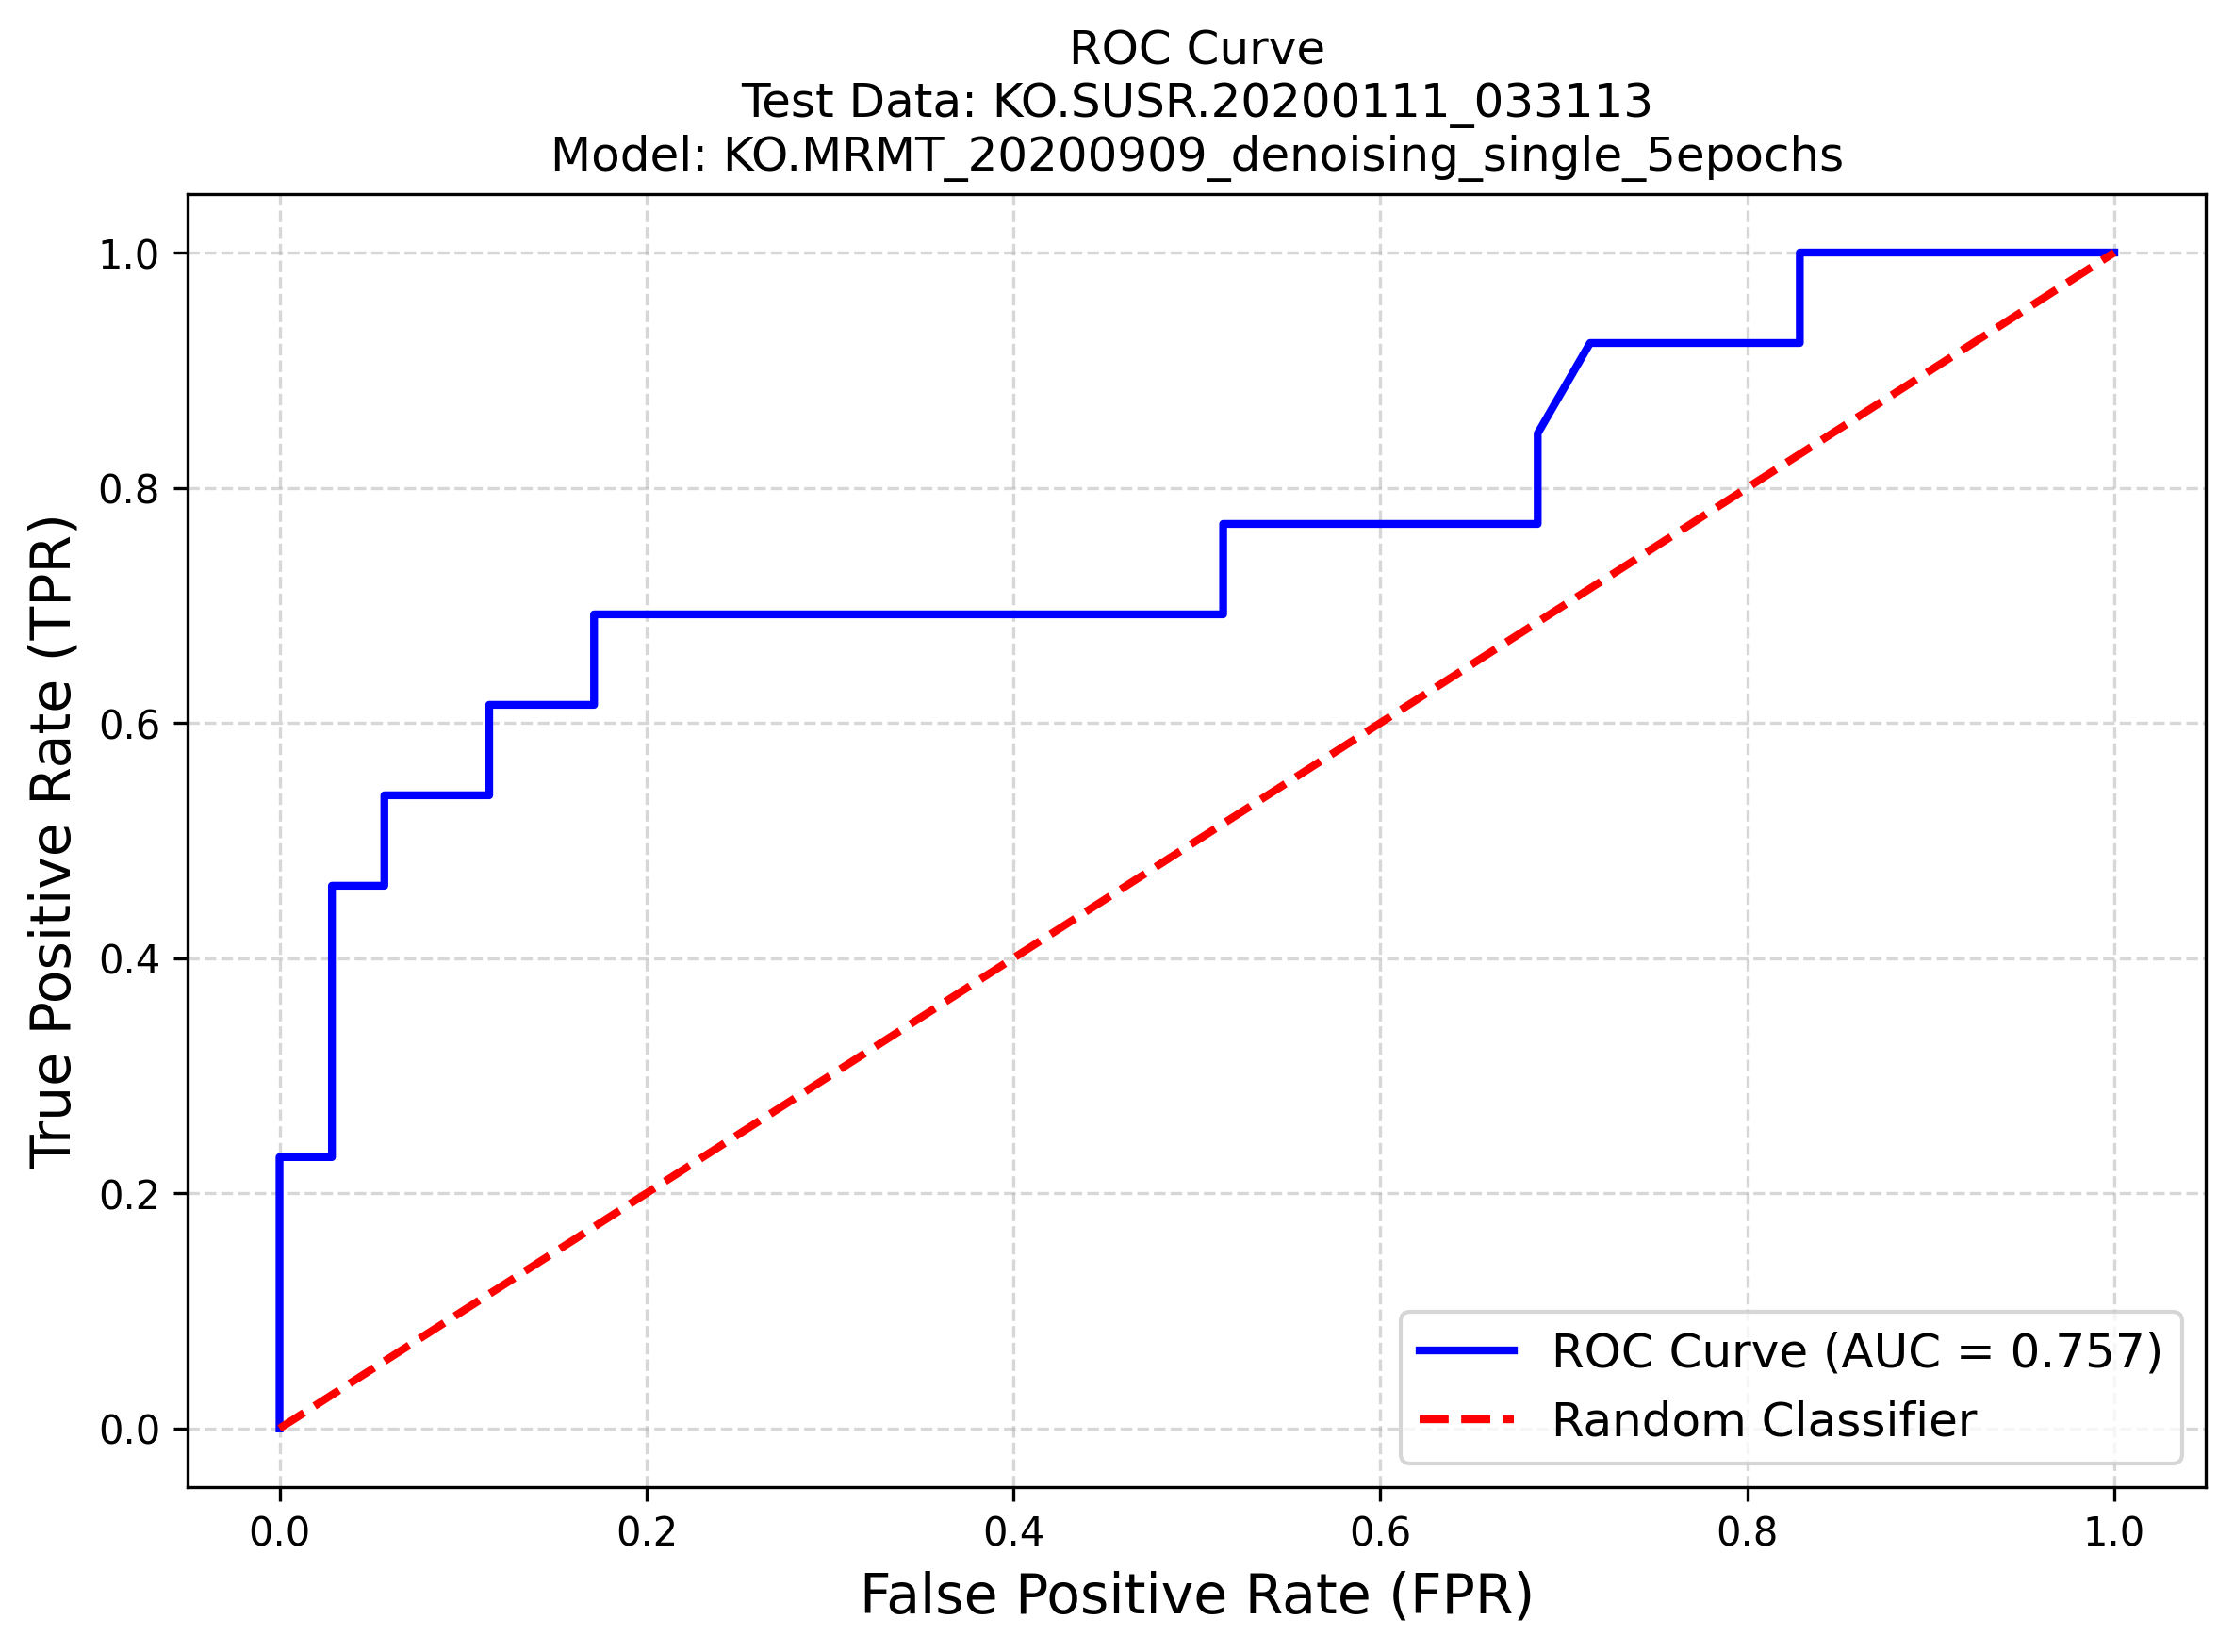 ROC Curve
Test Data: KO.SUSR.20200111_033113
Model: KO.MRMT_20200909_denoising_single_5epochs
True Positive Rate (TPR)
1.0
0.8
0.6
0.4
0.2
0.0
ROC Curve (AUC = 0.757)
Random Classifier
0.0 0.2 0.4 0.6 0.8 1.0
False Positive Rate (FPR)